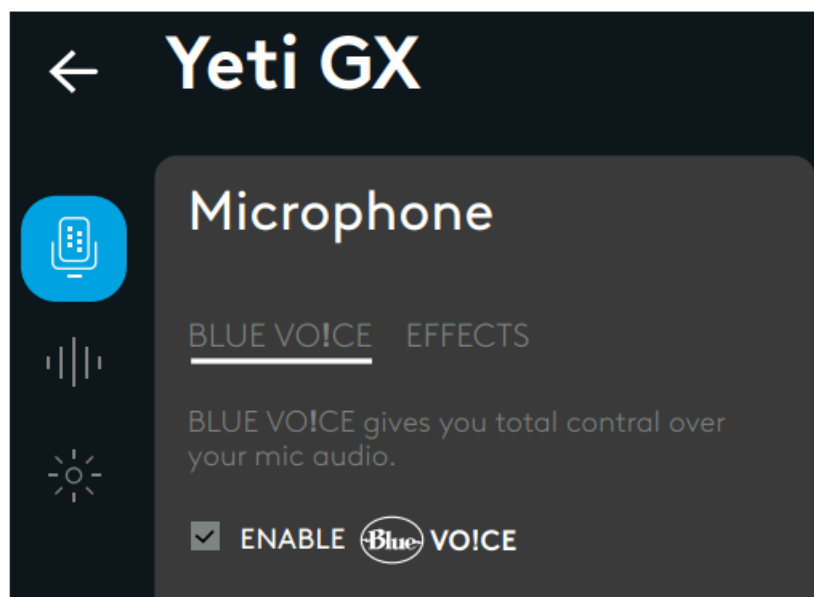 Yeti GX
Microphone
BLUE VO!CE EFFECTS
BLUE VO!CE gives you total contral over
your mic audio.
ENABLE Blue VO!CE